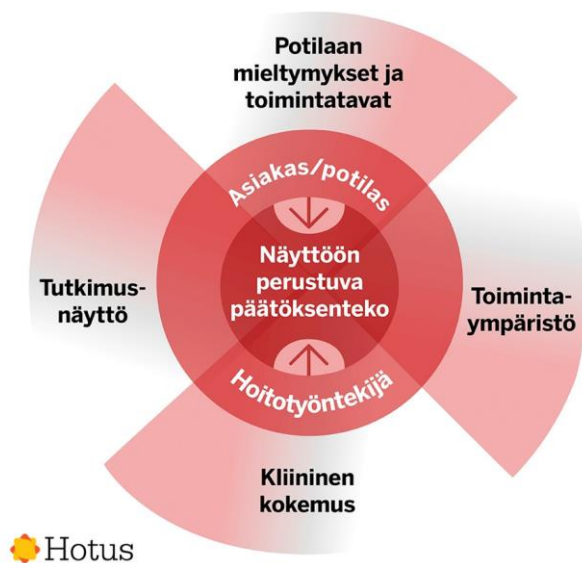 Potilaan
mieltymykset ja
toimintatavat
Asiakas/potilas
Näyttöön
perustuva
päätöksenteko
Tutkimus-
näyttö
Toiminta-
ympäristö
Hoitotyöntekijä
Kliininen
kokemus
Hotus